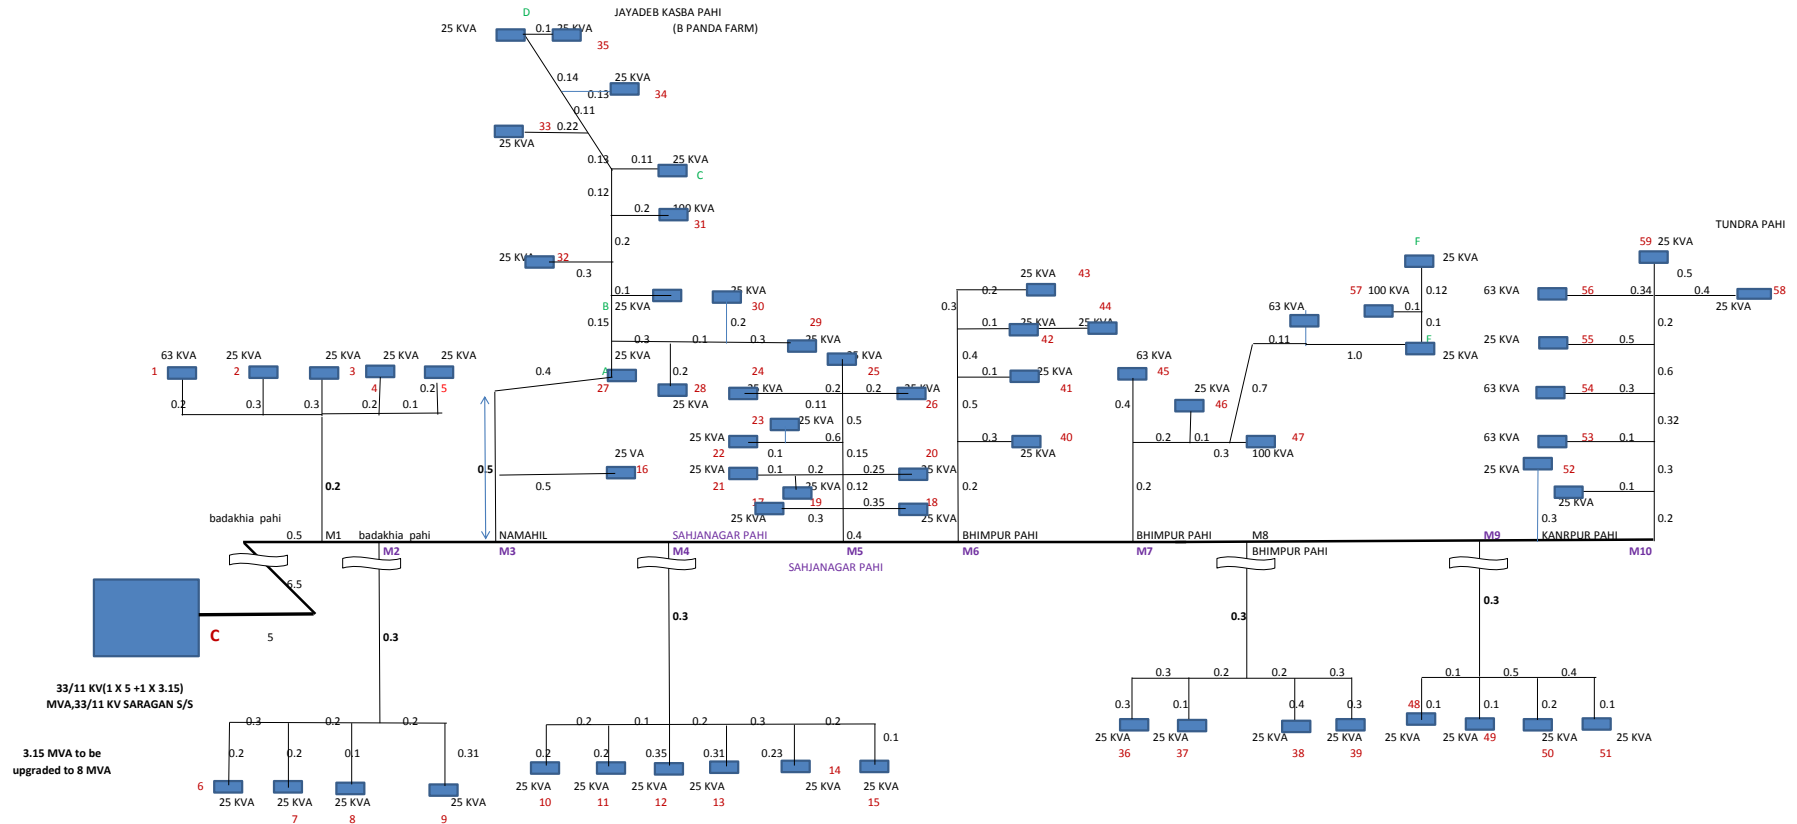 D
JAYADEB KASBA PAHI
25 KVA
0.1
25 KVA
(B PANDA FARM)
35
0.14
25 KVA
0.13
34
0.11
33
0.22
25 KVA
0.13
0.11
25 KVA
C
0.12
0.2
100 KVA
31
TUNDRA PAHI
0.2
F
59
25 KVA
25 KVA
32
25 KVA
0.3
25 KVA
43
0.5
0.1
25 KVA
0.2
57
100 KVA
0.12
63 KVA
56
0.34
0.4
58
B
25 KVA
30
0.3
44
63 KVA
0.1
25 KVA
0.15
0.2
29
0.1
25 KVA
25 KVA
0.1
0.2
0.3
0.1
0.3
25 KVA
42
0.11
E
25 KVA
55
0.5
63 KVA
25 KVA
25 KVA
25 KVA
25 KVA
25 KVA
25 KVA
0.4
63 KVA
1.0
25 KVA
1
2
3
0.4
A
0.2
24
25
0.1
25 KVA
45
0.6
4
0.2
5
27
28
25 KVA
0.2
0.2
25 KVA
41
25 KVA
0.7
63 KVA
54
0.3
0.2
0.3
0.3
0.2
0.1
25 KVA
0.11
26
0.5
0.4
46
23
25 KVA
0.5
0.32
25 KVA
0.6
0.3
40
0.2
0.1
47
63 KVA
53
0.1
25 VA
22
0.1
0.15
20
25 KVA
0.3
100 KVA
0.5
16
25 KVA
0.1
0.2
0.25
25 KVA
25 KVA
52
0.3
0.2
0.5
21
25 KVA
0.12
0.2
0.2
0.1
17
19
0.35
18
25 KVA
badakhia pahi
25 KVA
0.3
25 KVA
0.3
0.2
0.5
M1
badakhia pahi
NAMAHIL
SAHJANAGAR PAHI
0.4
BHIMPUR PAHI
BHIMPUR PAHI
M8
M9
KANRPUR PAHI
M2
M3
M4
M5
M6
M7
BHIMPUR PAHI
M10
SAHJANAGAR PAHI
6.5
0.3
0.3
0.3
C
5
0.3
33/11 KV(1 X 5 +1 X 3.15)
MVA,33/11 KV SARAGAN S/S
0.3
0.2
0.2
0.3
0.1
0.5
0.4
0.3
0.1
0.4
0.3
48
0.1
0.1
0.2
0.1
0.3
0.2
0.2
0.2
0.1
0.2
0.3
0.2
25 KVA
25 KVA
25 KVA
25 KVA
25 KVA
25 KVA
49
25 KVA
25 KVA
0.1
36
37
38
39
50
51
3.15 MVA to be
upgraded to 8 MVA
0.2
0.2
0.1
0.31
0.2
0.2
0.35
0.31
0.23
14
6
25 KVA
25 KVA
25 KVA
25 KVA
25 KVA
25 KVA
25 KVA
25 KVA
25 KVA
25 KVA
7
8
9
10
11
12
13
15